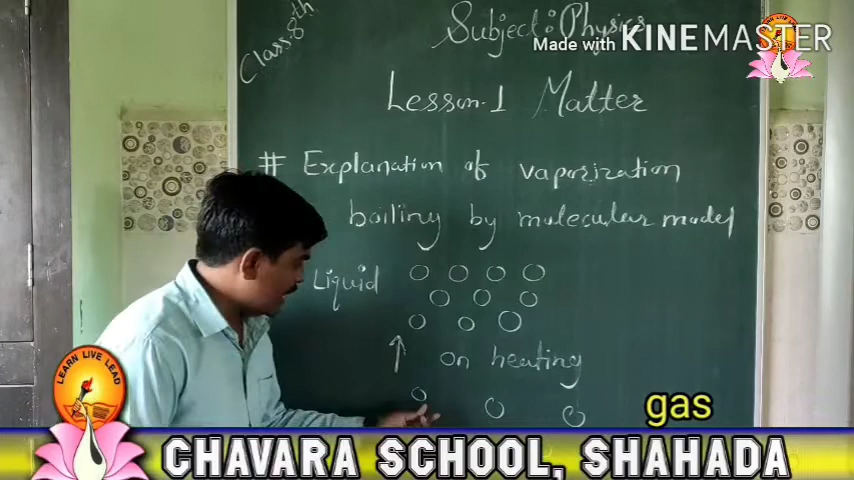 Class. 8th
Subject: Physics
Made with KINEMASTER
Lesson-1 Matter
# Explanation of vaporization
boiling by molecular model
Liquid
on heating
gas
LEARN LIVE LEAD
CHAVARA SCHOOL, SHAHADA